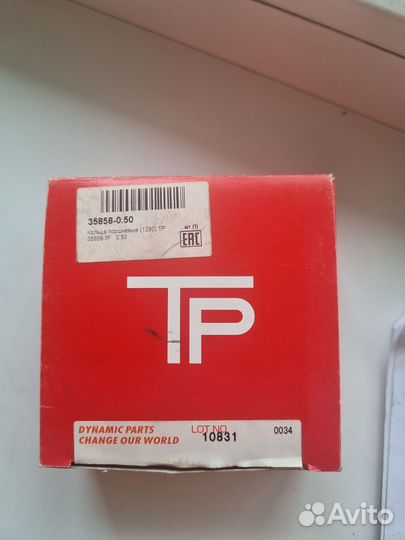 35858-0.50
Кольца поршневые (1290) TP
35858-3F 0.50
шт (1)
EAC
TP
DYNAMIC PARTS
CHANGE OUR WORLD
LOT NO.
10831
0034
Avito